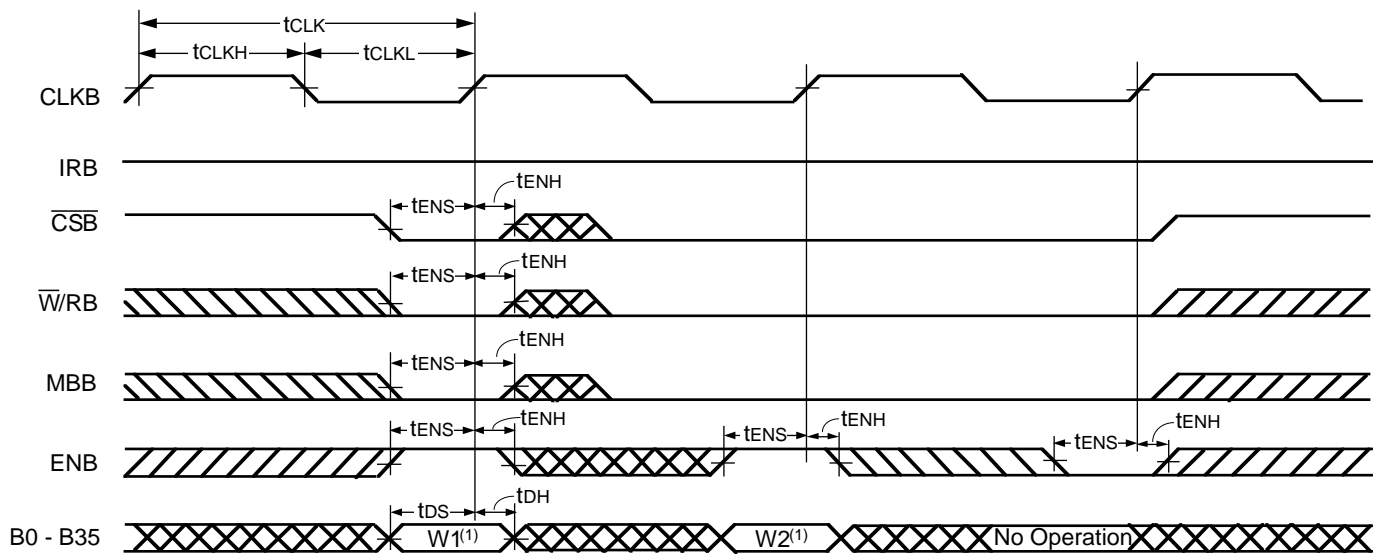 tCLK
tCLKH tCLKL
CLKB
IRB
tENS tENH
CSB
tENS tENH
W/RB
tENS tENH
MBB
tENS tENH tENS tENH tENS tENH
ENB
tDS tDH
B0 - B35 W1(1) W2(1) No Operation